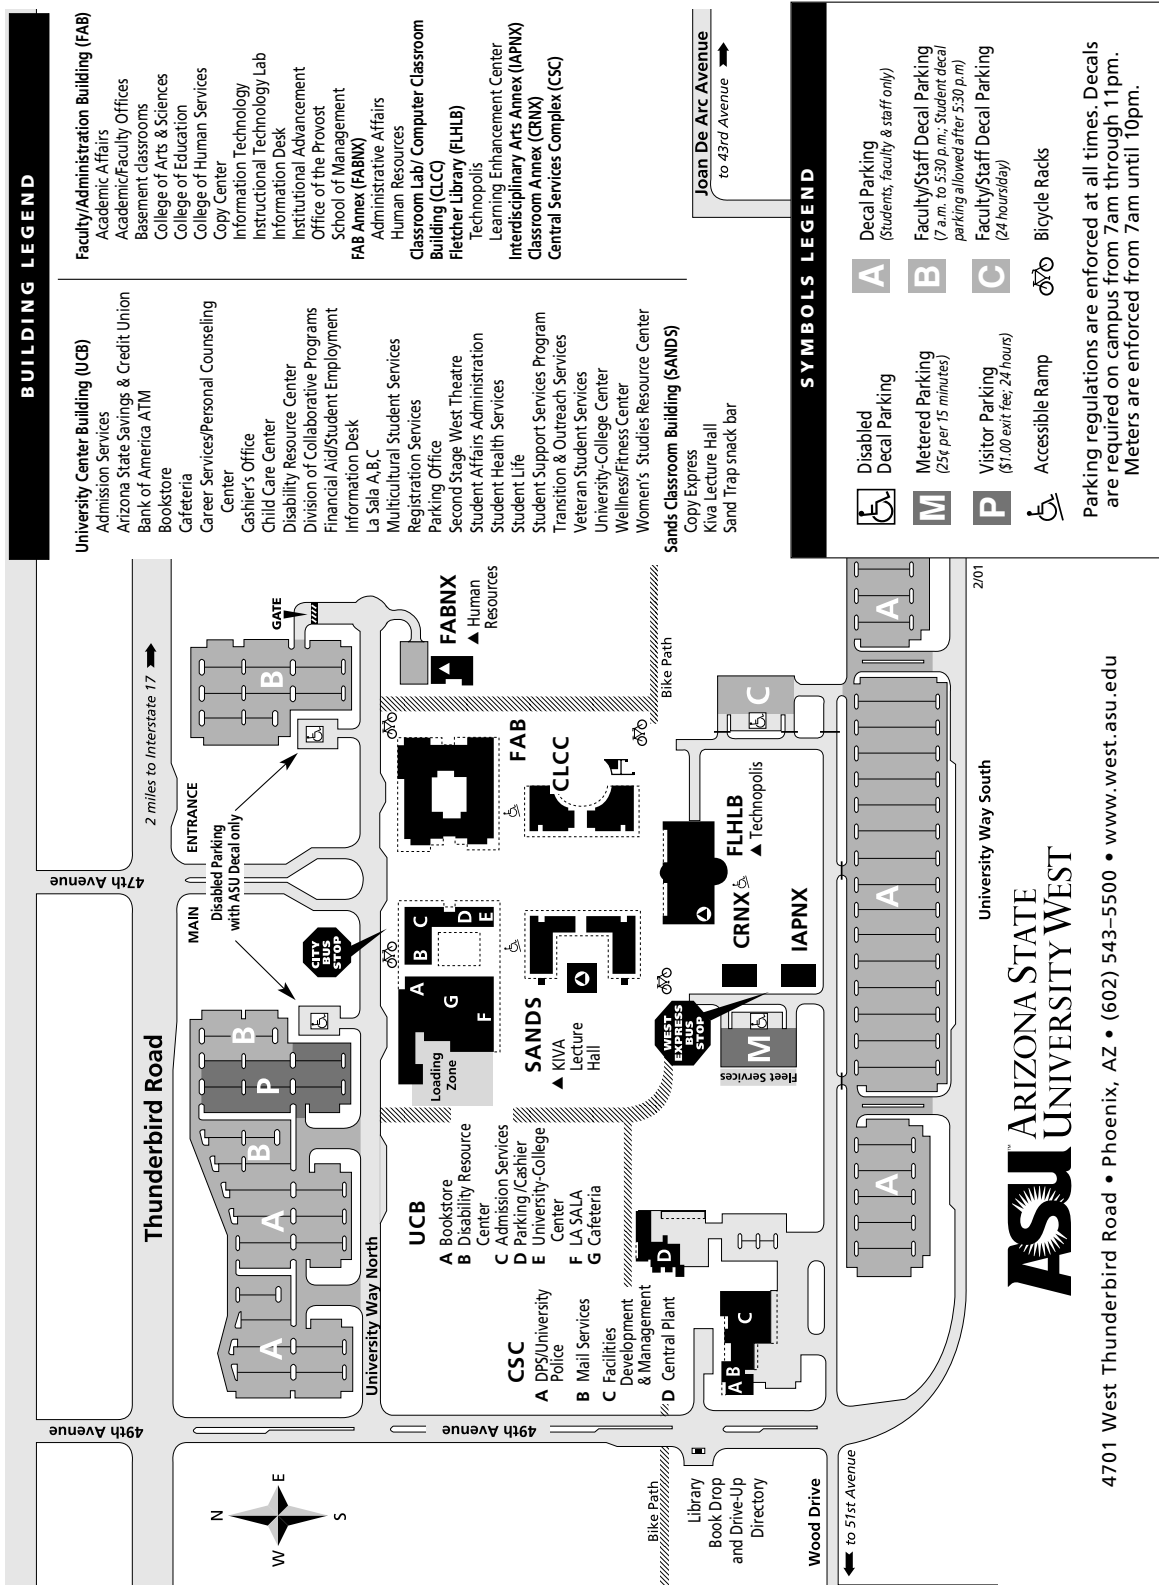 BUILDING LEGEND
University Center Building (UCB)
Admission Services
Arizona State Savings & Credit Union
Bank of America ATM
Bookstore
Cafeteria
Career Services/Personal Counseling
Center
Cashier's Office
Child Care Center
Disability Resource Center
Division of Collaborative Programs
Financial Aid/Student Employment
Information Desk
La Sala A,B,C
Multicultural Student Services
Registration Services
Parking Office
Second Stage West Theatre
Student Affairs Administration
Student Health Services
Student Life
Student Support Services Program
Transition & Outreach Services
Veteran Student Services
University-College Center
Wellness/Fitness Center
Women's Studies Resource Center
Sands Classroom Building (SANDS)
Copy Express
Kiva Lecture Hall
Sand Trap snack bar
Faculty/Administration Building (FAB)
Academic Affairs
Academic/Faculty Offices
Basement classrooms
College of Arts & Sciences
College of Education
College of Human Services
Copy Center
Information Technology
Instructional Technology Lab
Information Desk
Institutional Advancement
Office of the Provost
School of Management
FAB Annex (FABNX)
Administrative Affairs
Human Resources
Classroom Lab/ Computer Classroom
Building (CLCC)
Fletcher Library (FLHLB)
Technopolis
Learning Enhancement Center
Interdisciplinary Arts Annex (IAPNX)
Classroom Annex (CRNX)
Central Services Complex (CSC)
Joan De Arc Avenue
to 43rd Avenue
SYMBOLS LEGEND
Disabled
Decal Parking
M
Metered Parking
(25¢ per 15 minutes)
P
Visitor Parking
($1.00 exit fee; 24 hours)
Accessible Ramp
A
Decal Parking
(Students, faculty & staff only)
B
Faculty/Staff Decal Parking
(7 a.m. to 5:30 p.m.; Student decal
parking allowed after 5:30 p.m)
C
Faculty/Staff Decal Parking
(24 hours/day)
Bicycle Racks
Parking regulations are enforced at all times. Decals
are required on campus from 7am through 11pm.
Meters are enforced from 7am until 10pm.
N
E
S
W
49th Avenue
47th Avenue
Thunderbird Road
2 miles to Interstate 17
MAIN
ENTRANCE
Disabled Parking
with ASU Decal only
GATE
A
A
B
P
B
B
University Way North
CITY
BUS
STOP
49th Avenue
UCB
A Bookstore
B Disability Resource
Center
C Admission Services
D Parking /Cashier
E University-College
Center
F LA SALA
G Cafeteria
Loading
Zone
A
B
C
D
E
F
G
FAB
FABNX
Human
Resources
SANDS
KIVA
Lecture
Hall
CLCC
Bike Path
CSC
A DPS/University
Police
B Mail Services
C Facilities
Development
& Management
D Central Plant
D
C
A
B
WEST
EXPRESS
BUS
STOP
M
Fleet Services
CRNX
IAPNX
FLHLB
Technopolis
C
Bike Path
Library
Book Drop
and Drive-Up
Directory
Wood Drive
to 51st Avenue
A
A
A
University Way South
2/01
ASU™ ARIZONA STATE
UNIVERSITY WEST
4701 West Thunderbird Road • Phoenix, AZ • (602) 543–5500 • www.west.asu.edu